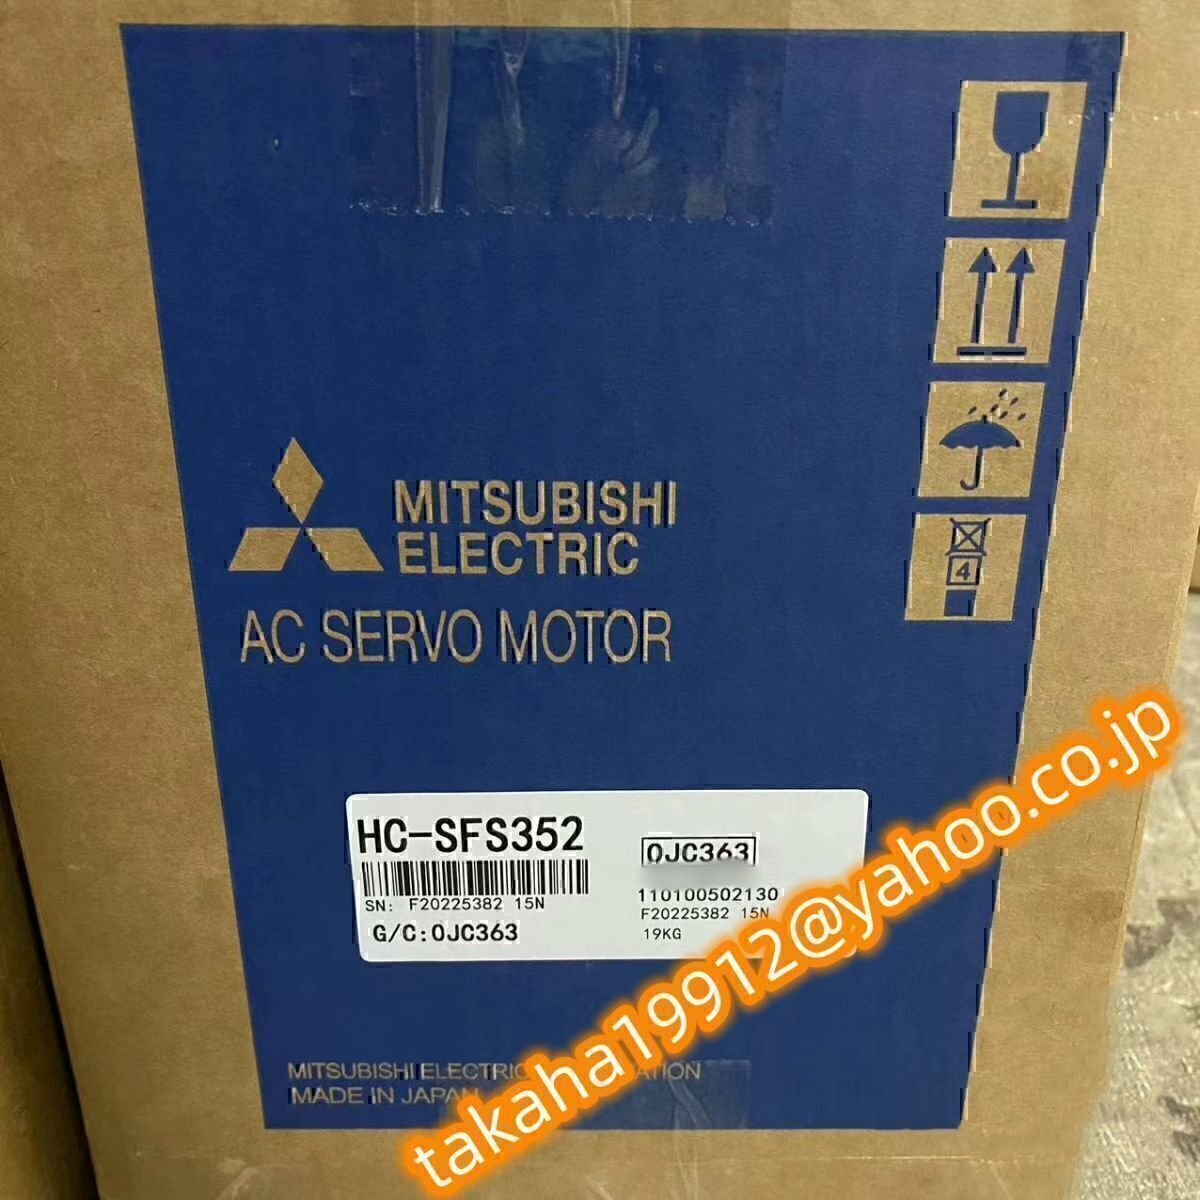 MITSUBISHI
ELECTRIC
AC SERVO MOTOR
4
HC-SFS352
0JC363
SN: F20225382 15N
110100502130
F20225382 15N
G/C:0JC363
19KG
MITSUBISHI ELECTRIC
MADE IN JAPAN
takaha19912@yahoo.co.jp